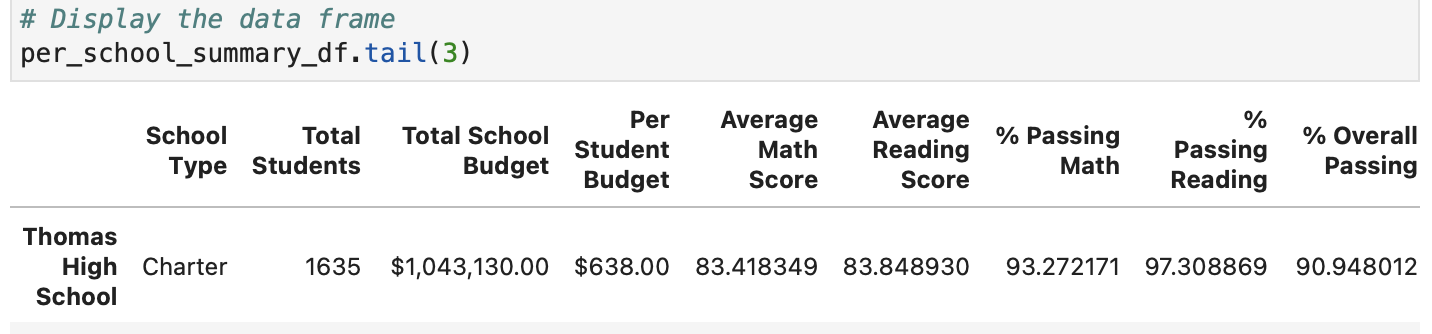 # Display the data frame
per_school_summary_df.tail(3)
School Type Total Students Total School Budget Per Student Budget Average Math Score Average Reading Score % Passing Math % Passing Reading % Overall Passing
Thomas High School Charter 1635 $1,043,130.00 $638.00 83.418349 83.848930 93.272171 97.308869 90.948012